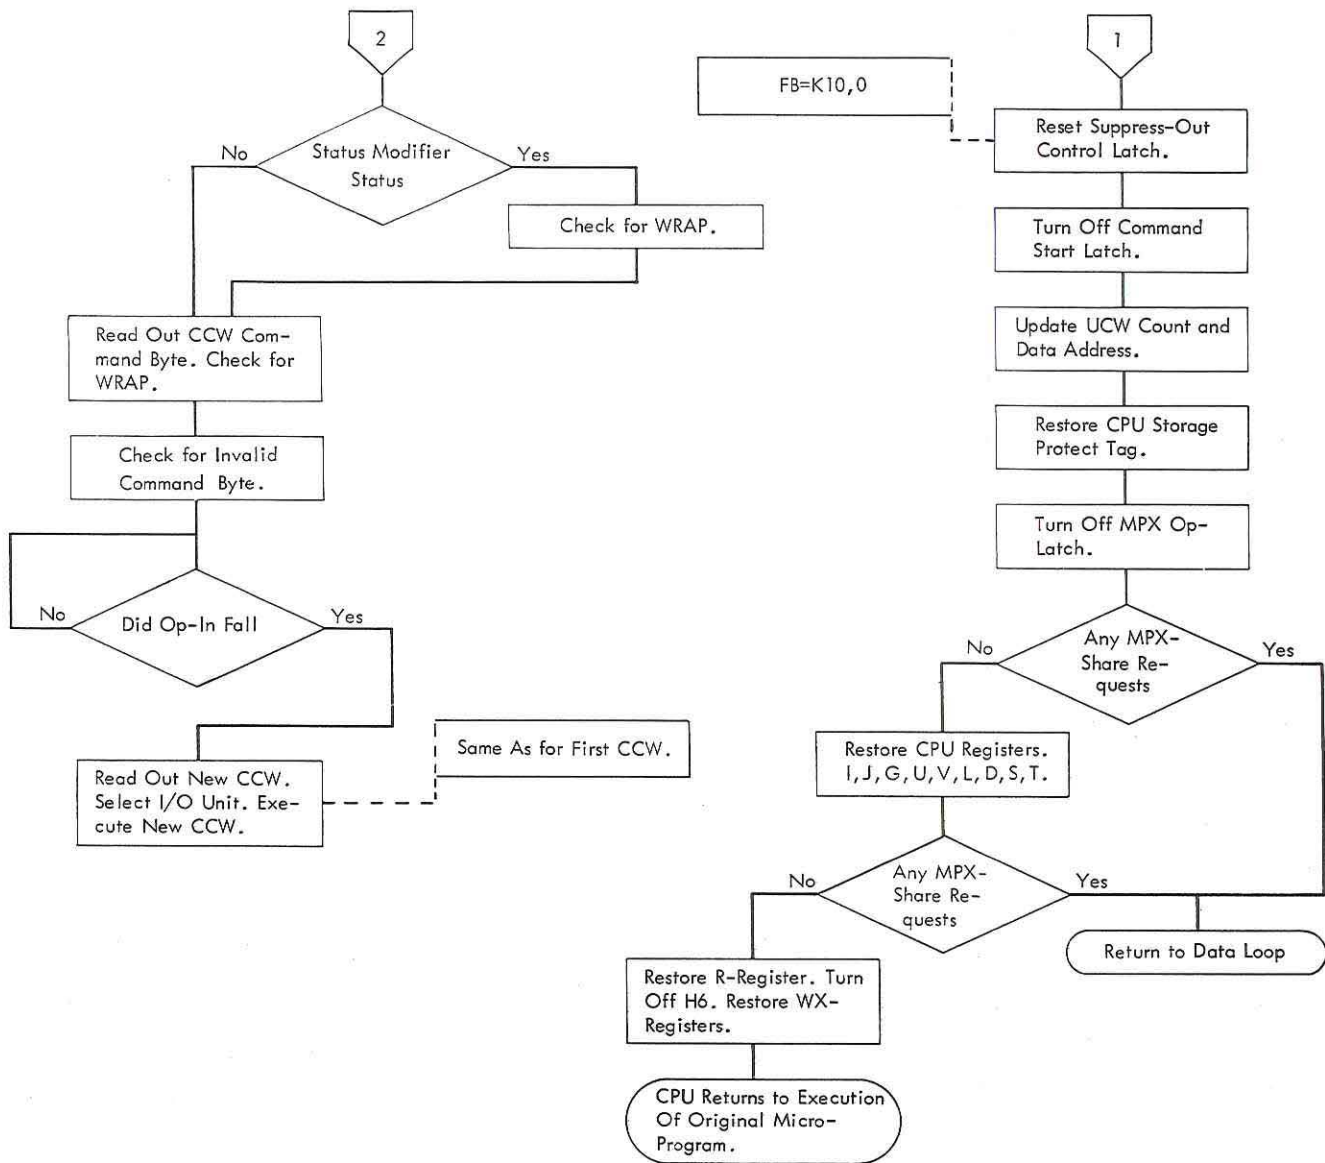 2
Status Modifier
Status
No
Yes
Check for WRAP.
Read Out CCW Com-
mand Byte. Check for
WRAP.
Check for Invalid
Command Byte.
Did Op-In Fall
No
Yes
Read Out New CCW.
Select I/O Unit. Exe-
cute New CCW.
Same As for First CCW.
1
FB=K10,0
Reset Suppress-Out
Control Latch.
Turn Off Command
Start Latch.
Update UCW Count and
Data Address.
Restore CPU Storage
Protect Tag.
Turn Off MPX Op-
Latch.
Any MPX-
Share Re-
quests
No
Yes
Restore CPU Registers.
I,J,G,U,V,L,D,S,T.
Any MPX-
Share Re-
quests
No
Yes
Return to Data Loop
Restore R-Register. Turn
Off H6. Restore WX-
Registers.
CPU Returns to Execution
Of Original Micro-
Program.